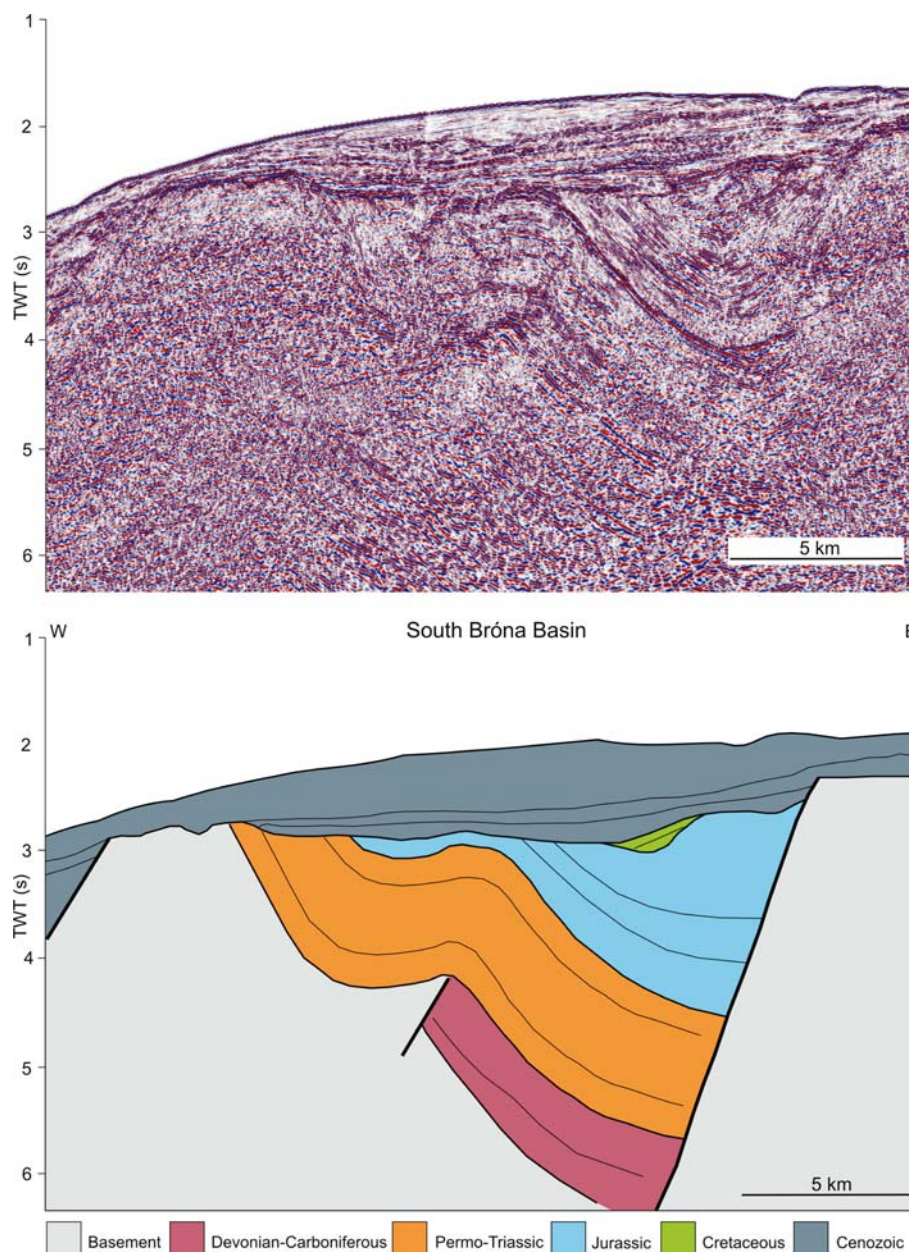 1
2
3
TWT (s)
4
5
6
5 km
W
South Bróna Basin
E
1
2
3
TWT (s)
4
5
6
5 km
Basement
Devonian-Carboniferous
Permo-Triassic
Jurassic
Cretaceous
Cenozoic